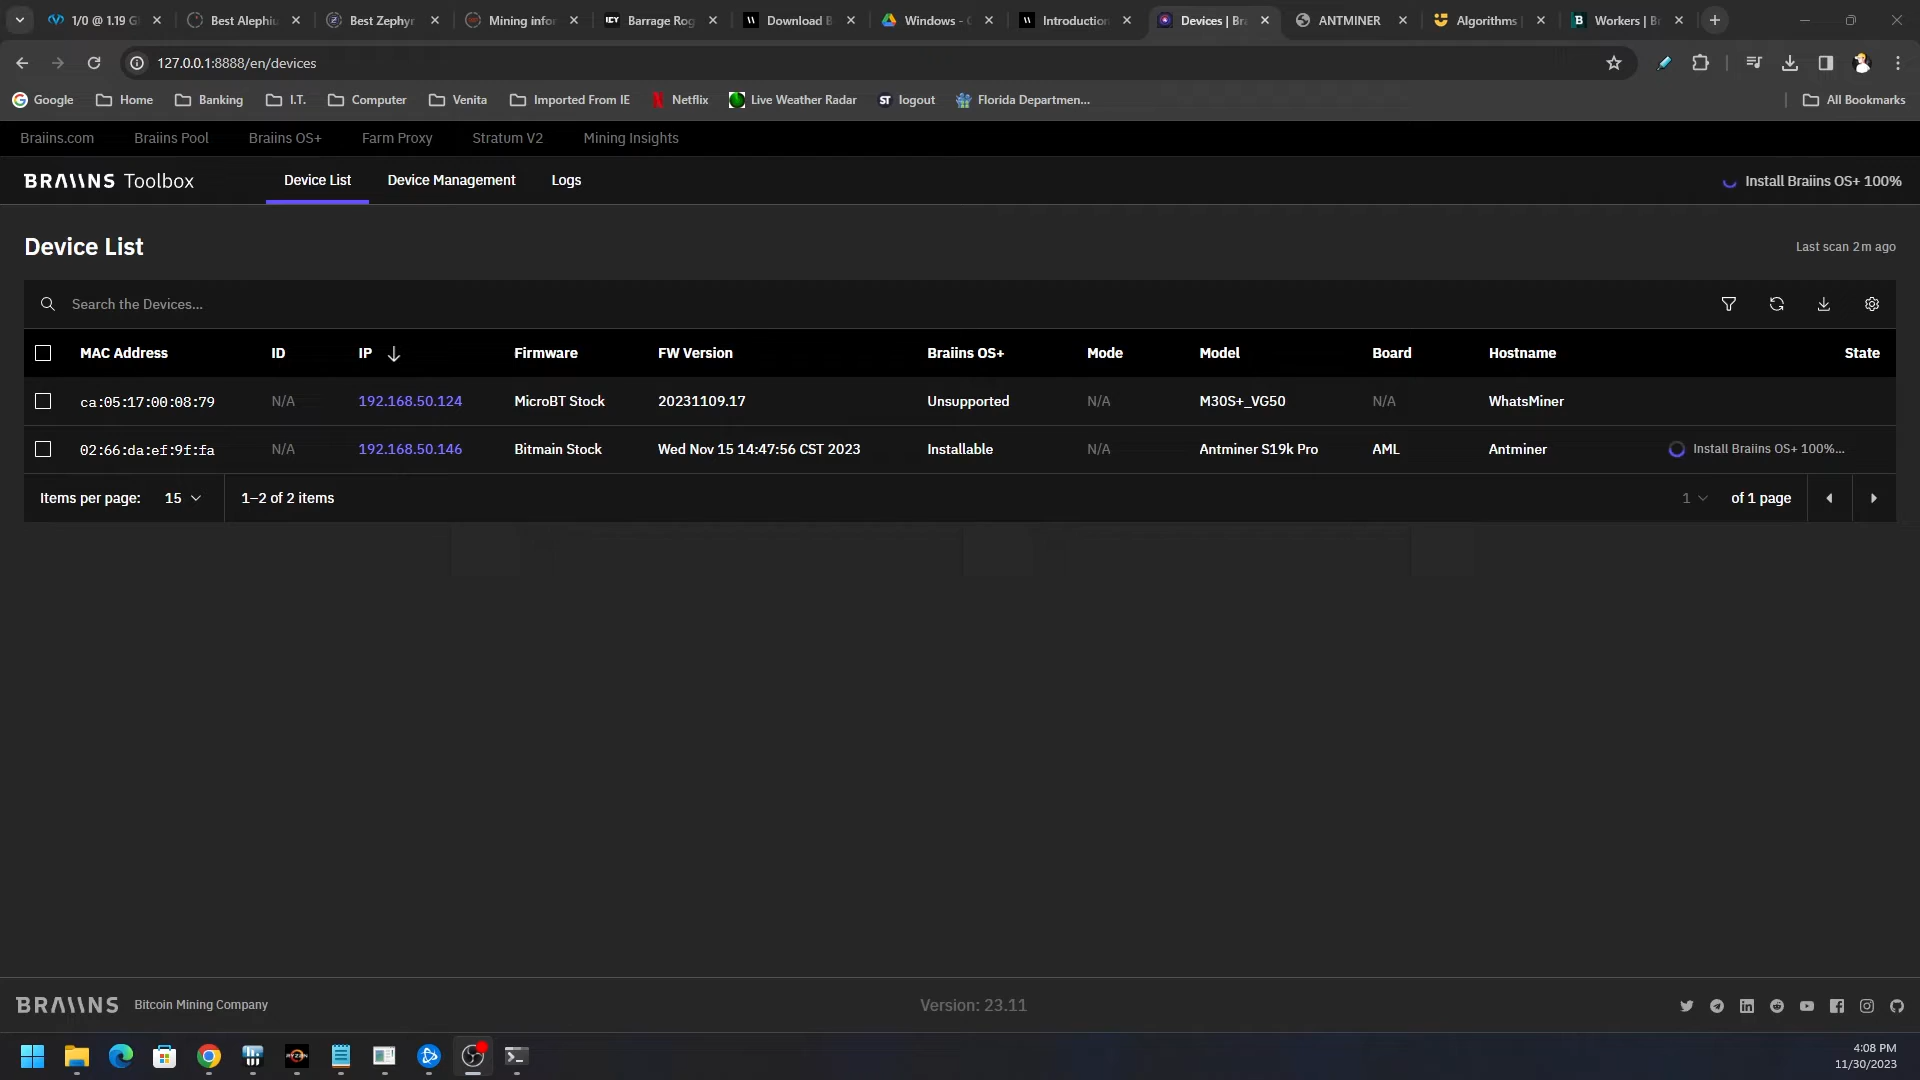 1/0 @ 1.19 G
Best Alephiu
Best Zephyr
Mining infor
ICY Barrage Rog
Download B
Windows - G
Introduction
Devices | Bra
ANTMINER
Algorithms |
B Workers | Br
127.0.0.1:8888/en/devices
Google
Home
Banking
I.T.
Computer
Venita
Imported From IE
Netflix
Live Weather Radar
ST logout
Florida Departmen...
All Bookmarks
Braiins.com
Braiins Pool
Braiins OS+
Farm Proxy
Stratum V2
Mining Insights
BRAIINS Toolbox
Device List
Device Management
Logs
Install Braiins OS+ 100%
Device List
Last scan 2 m ago
Search the Devices...
MAC Address ID IP Firmware FW Version Braiins OS+ Mode Model Board Hostname State
ca:05:17:00:08:79 N/A 192.168.50.124 MicroBT Stock 20231109.17 Unsupported N/A M30S+_VG50 N/A WhatsMiner
02:66:da:ef:9f:fa N/A 192.168.50.146 Bitmain Stock Wed Nov 15 14:47:56 CST 2023 Installable N/A Antminer S19k Pro AML Antminer Install Braiins OS+ 100%...
Items per page: 15 1–2 of 2 items 1 of 1 page
BRAIINS Bitcoin Mining Company
Version: 23.11
RYZEN
4:08 PM
11/30/2023